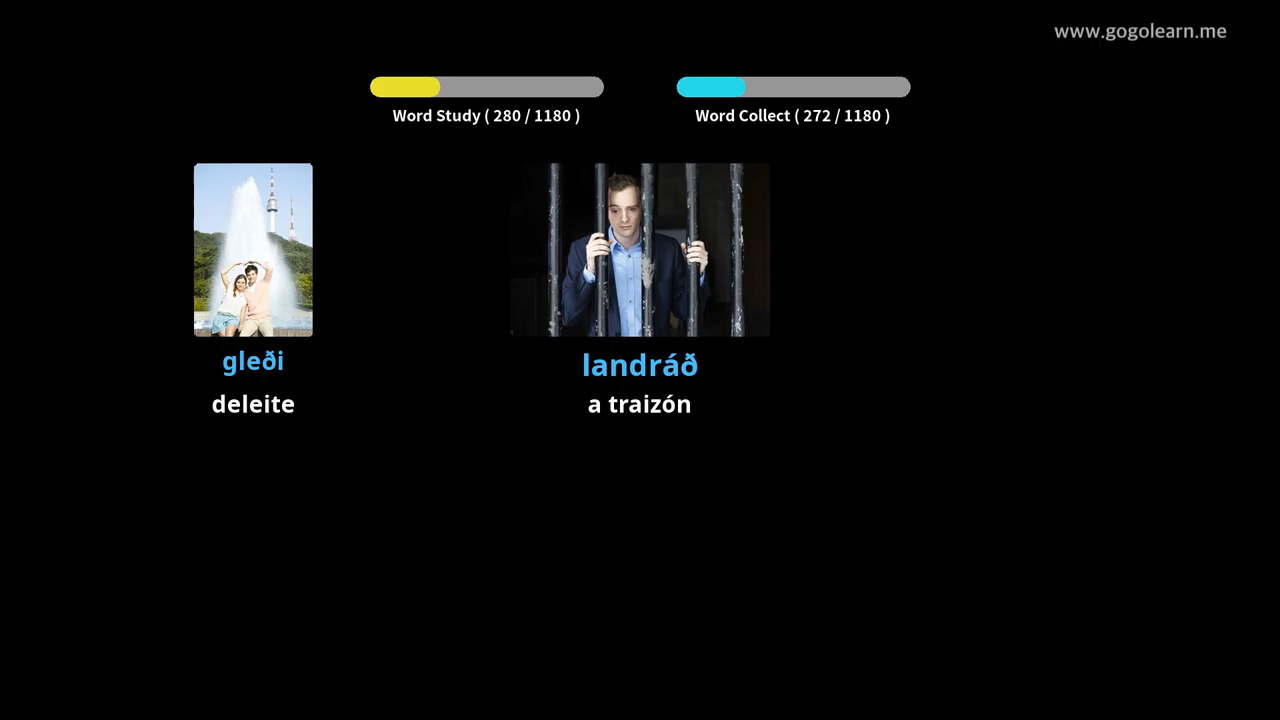 www.gogolearn.me
Word Study ( 280 / 1180 )
Word Collect ( 272 / 1180 )
gleði
deleite
landráð
a traizón